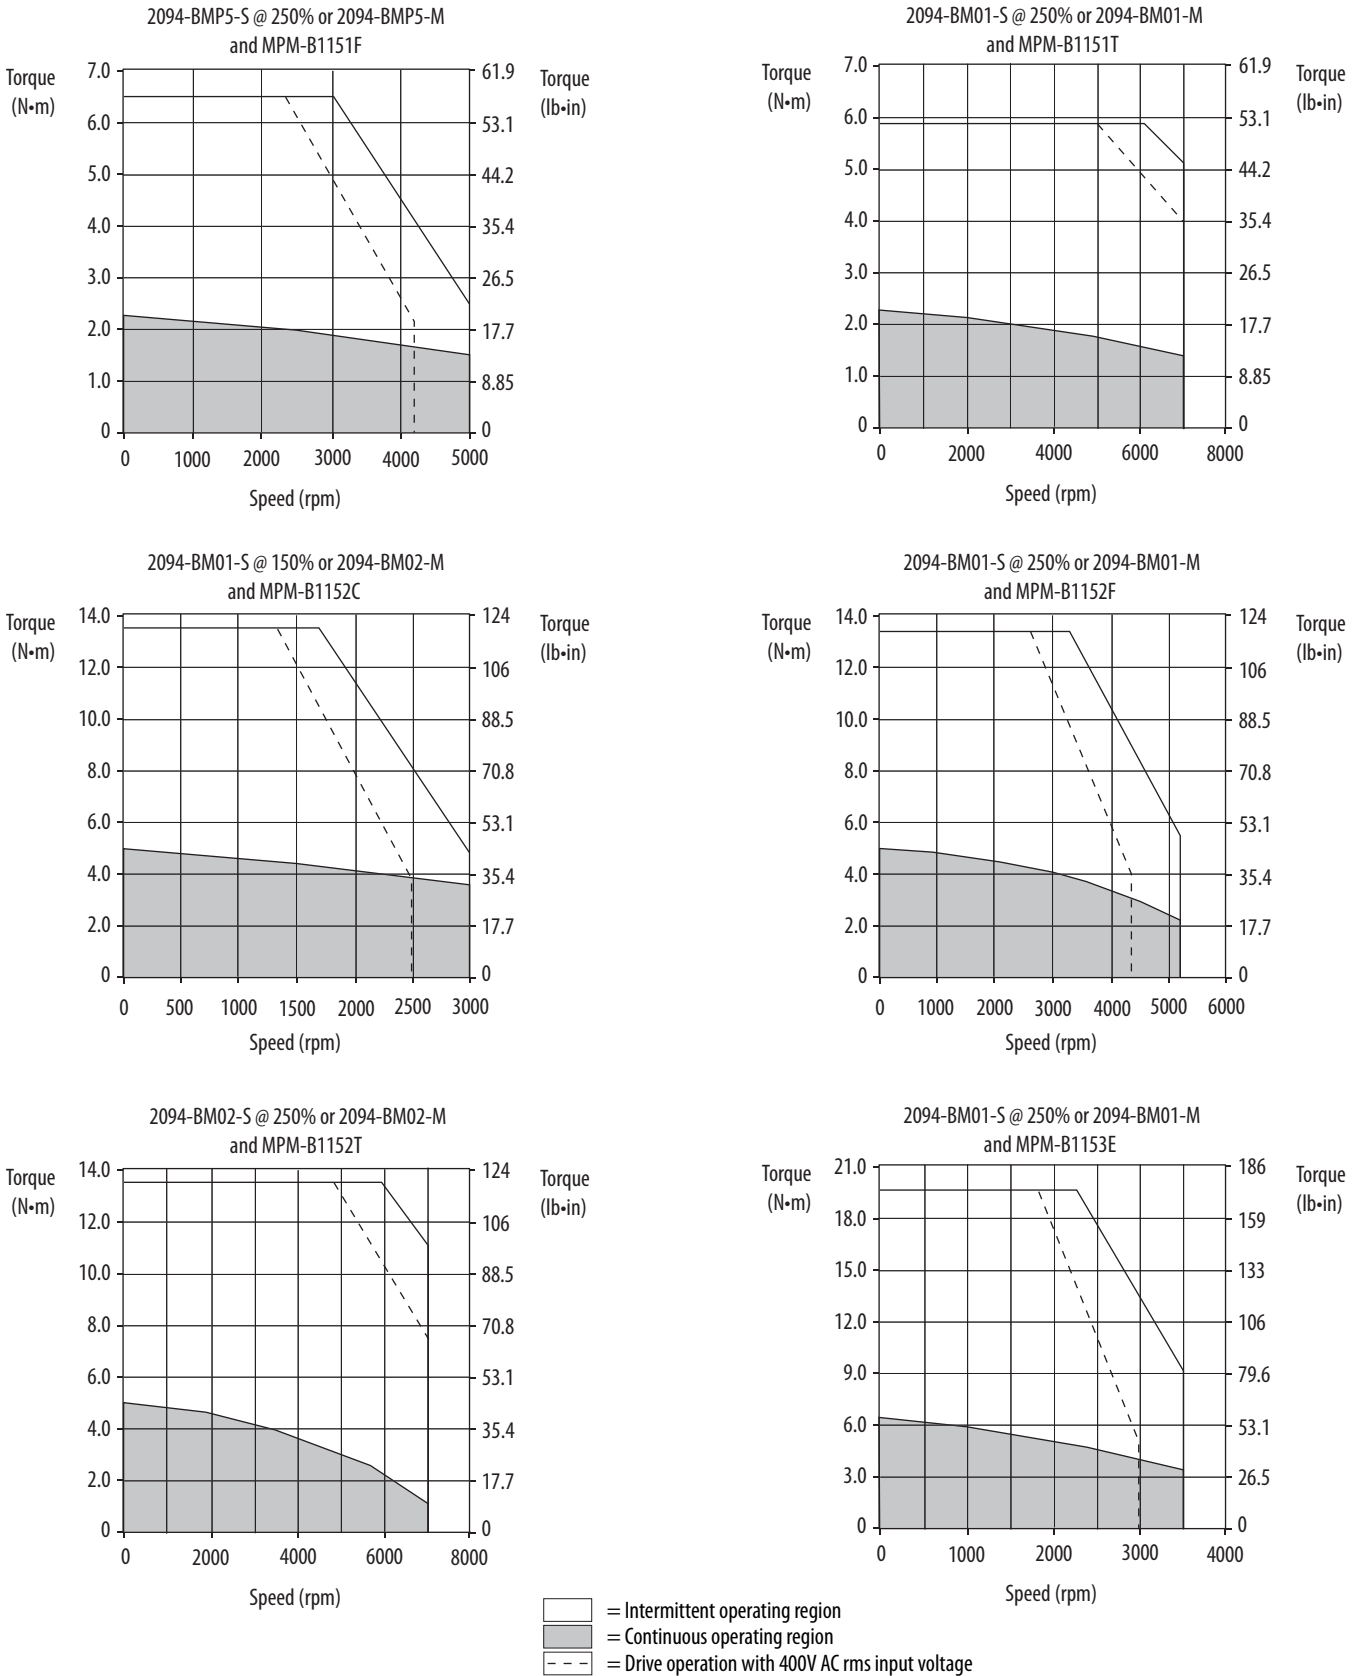 2094-BMP5-S @ 250% or 2094-BMP5-M
and MPM-B1151F
Torque
(N•m)
7.0
6.0
5.0
4.0
3.0
2.0
1.0
0
61.9
53.1
44.2
35.4
26.5
17.7
8.85
0
Torque
(lb•in)
0 1000 2000 3000 4000 5000
Speed (rpm)
2094-BM01-S @ 250% or 2094-BM01-M
and MPM-B1151T
Torque
(N•m)
7.0
6.0
5.0
4.0
3.0
2.0
1.0
0
61.9
53.1
44.2
35.4
26.5
17.7
8.85
0
Torque
(lb•in)
0 2000 4000 6000 8000
Speed (rpm)
2094-BM01-S @ 150% or 2094-BM02-M
and MPM-B1152C
Torque
(N•m)
14.0
12.0
10.0
8.0
6.0
4.0
2.0
0
124
106
88.5
70.8
53.1
35.4
17.7
0
Torque
(lb•in)
0 500 1000 1500 2000 2500 3000
Speed (rpm)
2094-BM01-S @ 250% or 2094-BM01-M
and MPM-B1152F
Torque
(N•m)
14.0
12.0
10.0
8.0
6.0
4.0
2.0
0
124
106
88.5
70.8
53.1
35.4
17.7
0
Torque
(lb•in)
0 1000 2000 3000 4000 5000 6000
Speed (rpm)
2094-BM02-S @ 250% or 2094-BM02-M
and MPM-B1152T
Torque
(N•m)
14.0
12.0
10.0
8.0
6.0
4.0
2.0
0
124
106
88.5
70.8
53.1
35.4
17.7
0
Torque
(lb•in)
0 2000 4000 6000 8000
Speed (rpm)
2094-BM01-S @ 250% or 2094-BM01-M
and MPM-B1153E
Torque
(N•m)
21.0
18.0
15.0
12.0
9.0
6.0
3.0
0
186
159
133
106
79.6
53.1
26.5
0
Torque
(lb•in)
0 1000 2000 3000 4000
Speed (rpm)
= Intermittent operating region
= Continuous operating region
= Drive operation with 400V AC rms input voltage